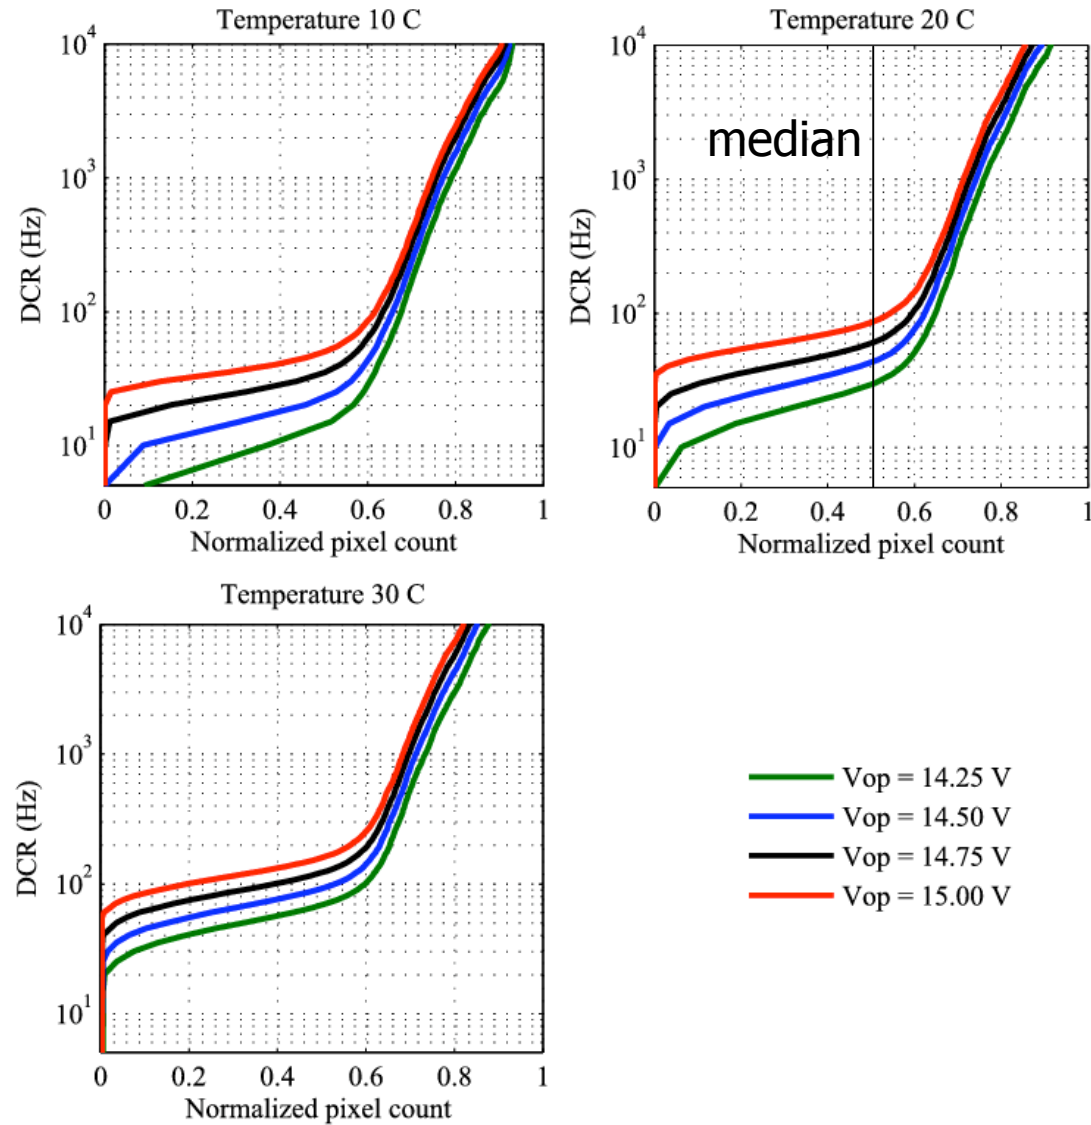 Temperature 10 C
10^4
10^3
10^2
10^1
DCR (Hz)
0 0.2 0.4 0.6 0.8 1
Normalized pixel count
Temperature 20 C
median
10^4
10^3
10^2
10^1
DCR (Hz)
0 0.2 0.4 0.6 0.8 1
Normalized pixel count
Temperature 30 C
10^4
10^3
10^2
10^1
DCR (Hz)
0 0.2 0.4 0.6 0.8 1
Normalized pixel count
Vop = 14.25 V
Vop = 14.50 V
Vop = 14.75 V
Vop = 15.00 V